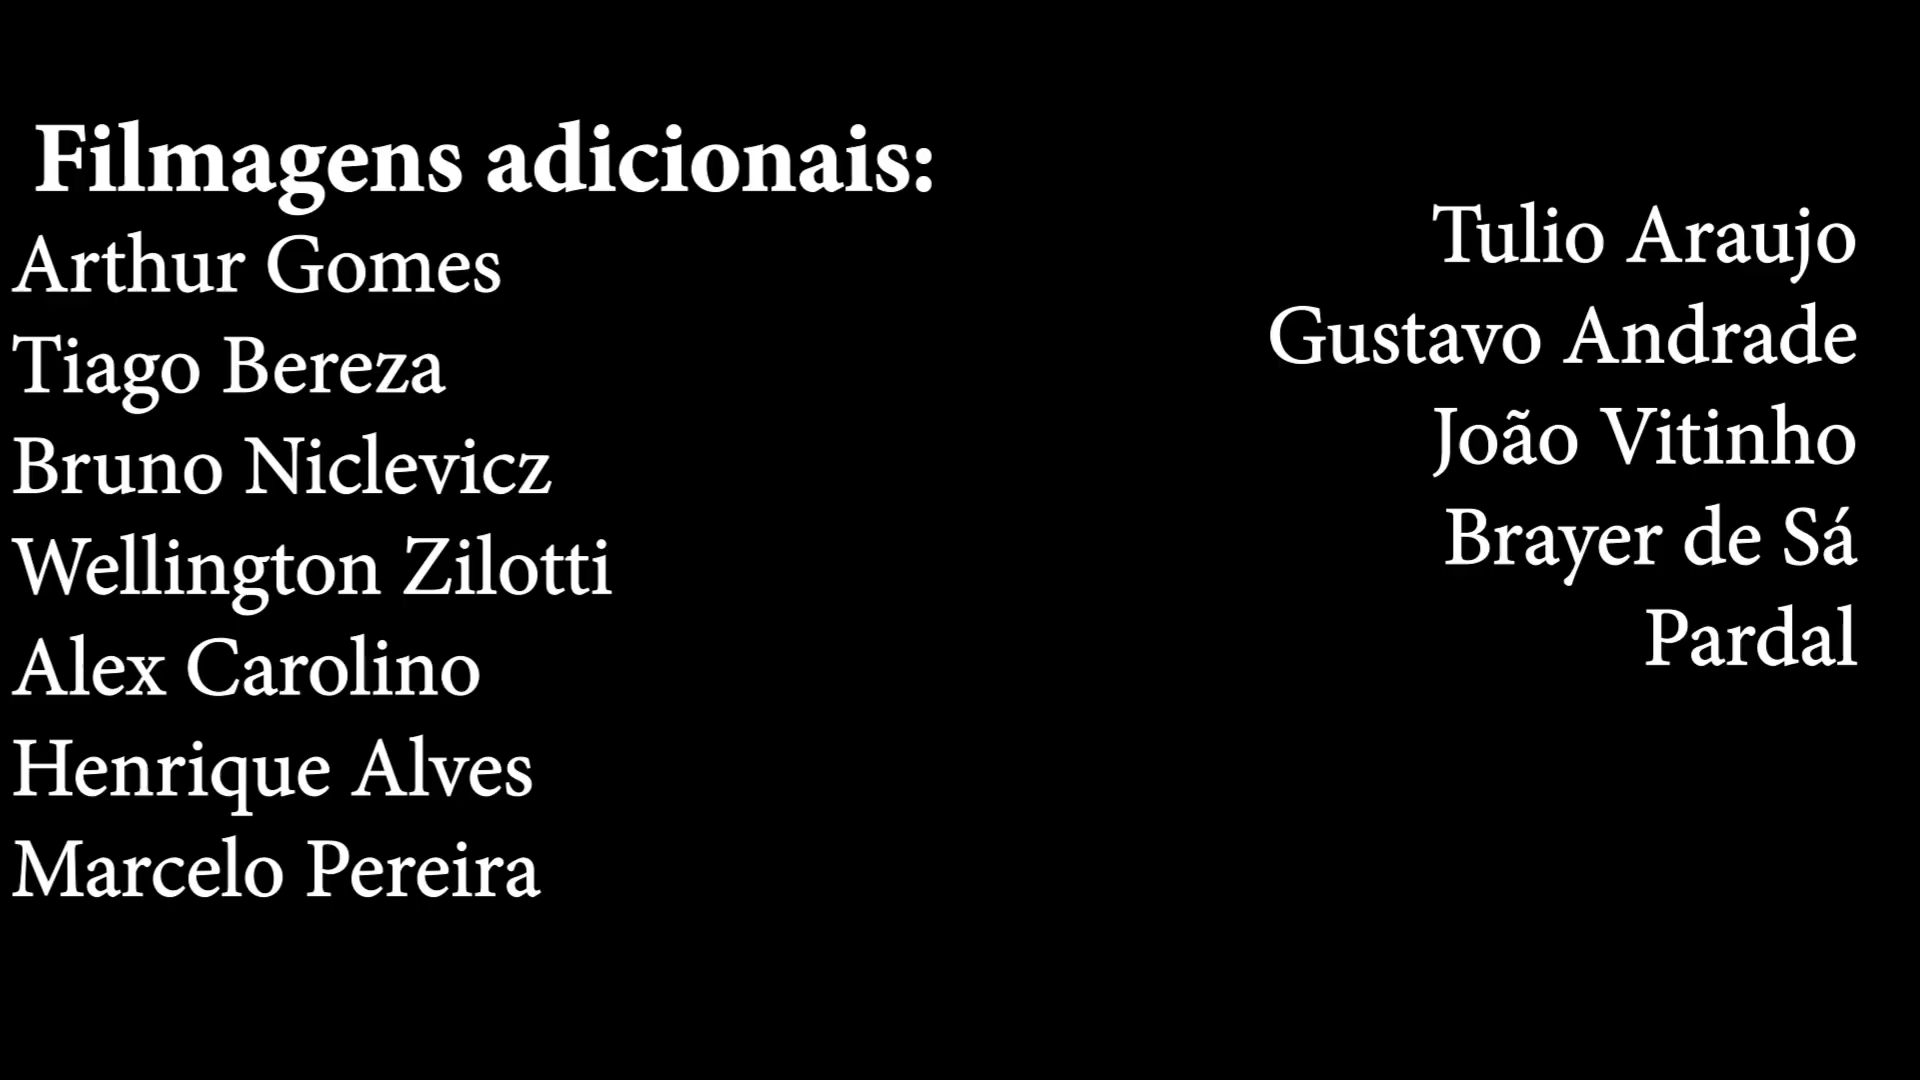 Filmagens adicionais:
Arthur Gomes
Tiago Bereza
Bruno Niclevicz
Wellington Zilotti
Alex Carolino
Henrique Alves
Marcelo Pereira
Tulio Araujo
Gustavo Andrade
João Vitinho
Brayer de Sá
Pardal